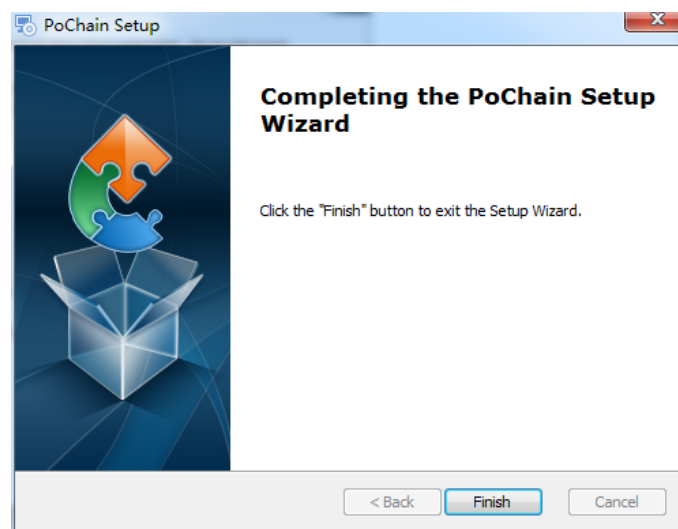 PoChain Setup
Completing the PoChain Setup
Wizard
Click the "Finish" button to exit the Setup Wizard.
< Back
Finish
Cancel